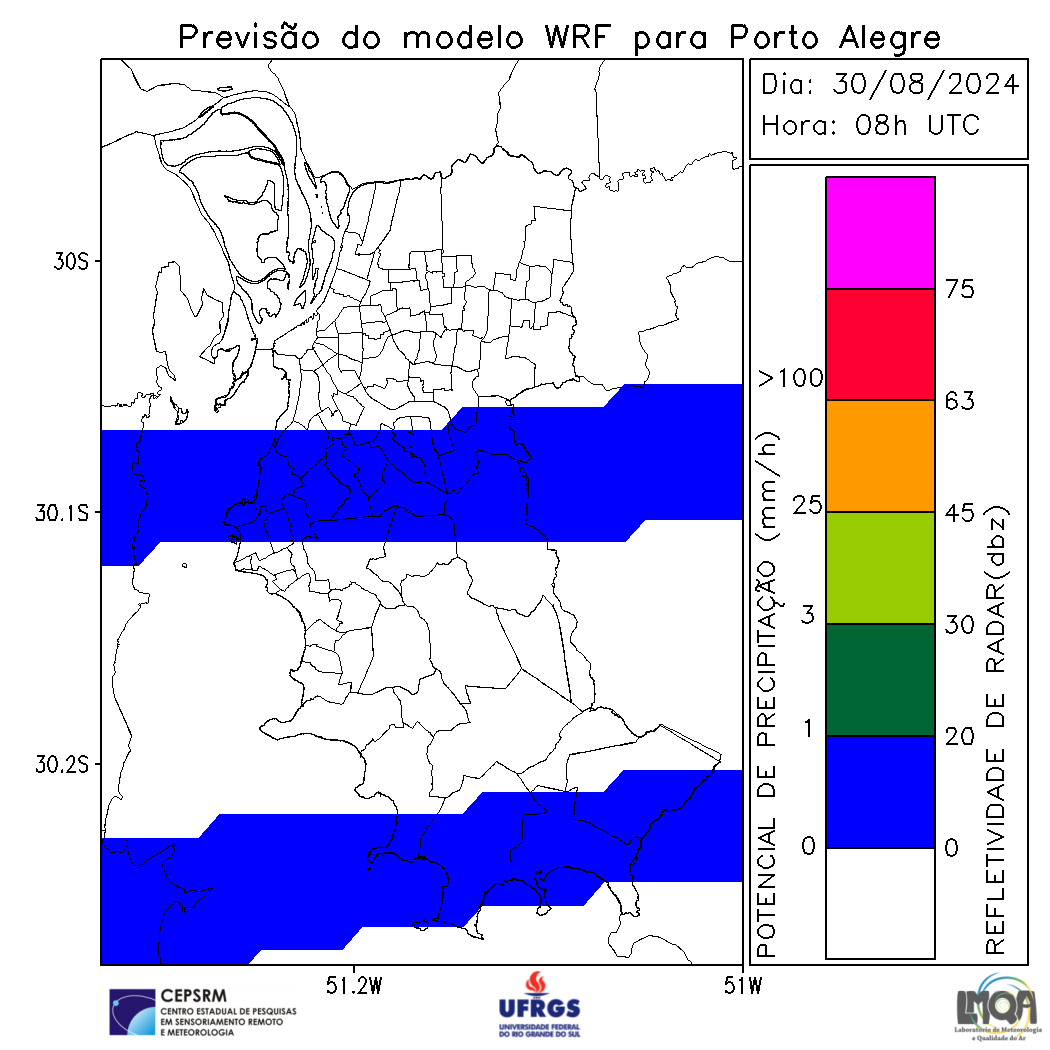 Previsão do modelo WRF para Porto Alegre
Dia: 30/08/2024
Hora: 08h UTC
30S
30.1S
30.2S
51.2W
51W
POTENCIAL DE PRECIPITAÇÃO (mm/h)
>100
25
3
1
0
75
63
45
30
20
0
REFLETIVIDADE DE RADAR(dbz)
CEPSRM
CENTRO ESTADUAL DE PESQUISAS
EM SENSORIAMENTO REMOTO
E METEOROLOGIA
UFRGS
UNIVERSIDADE FEDERAL
DO RIO GRANDE DO SUL
LMQA
Laboratório de Meteorologia
e Qualidade do Ar